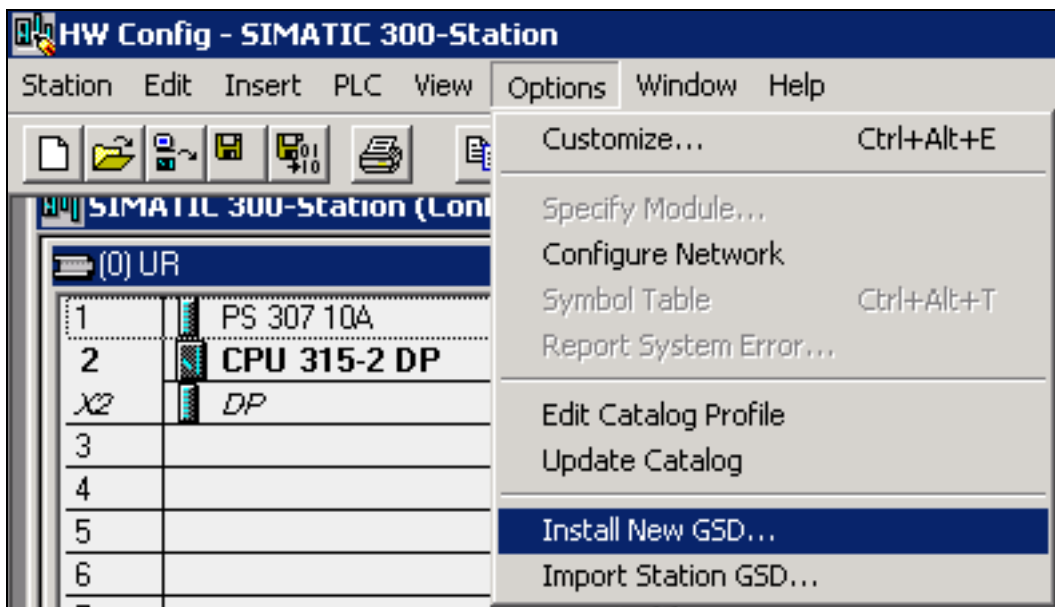 HW Config - SIMATIC 300-Station
Station Edit Insert PLC View Options Window Help
Customize... Ctrl+Alt+E
Specify Module...
Configure Network
Symbol Table Ctrl+Alt+T
Report System Error...
Edit Catalog Profile
Update Catalog
Install New GSD...
Import Station GSD...
SIMATIC 300-Station (Con
(0) UR
1 PS 307 10A
2 CPU 315-2 DP
X2 DP
3
4
5
6